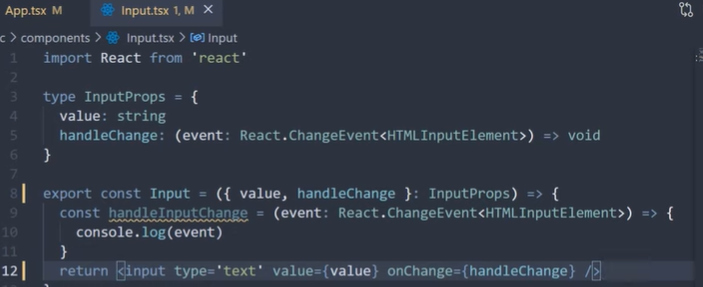 App.tsx M
Input.tsx 1, M ×
c > components > Input.tsx > Input
1 import React from 'react'
2
3 type InputProps = {
4 value: string
5 handleChange: (event: React.ChangeEvent<HTMLInputElement>) => void
6 }
7
8 export const Input = ({ value, handleChange }: InputProps) => {
9 const handleInputChange = (event: React.ChangeEvent<HTMLInputElement>) => {
10 console.log(event)
11 }
12 return <input type='text' value={value} onChange={handleChange} />